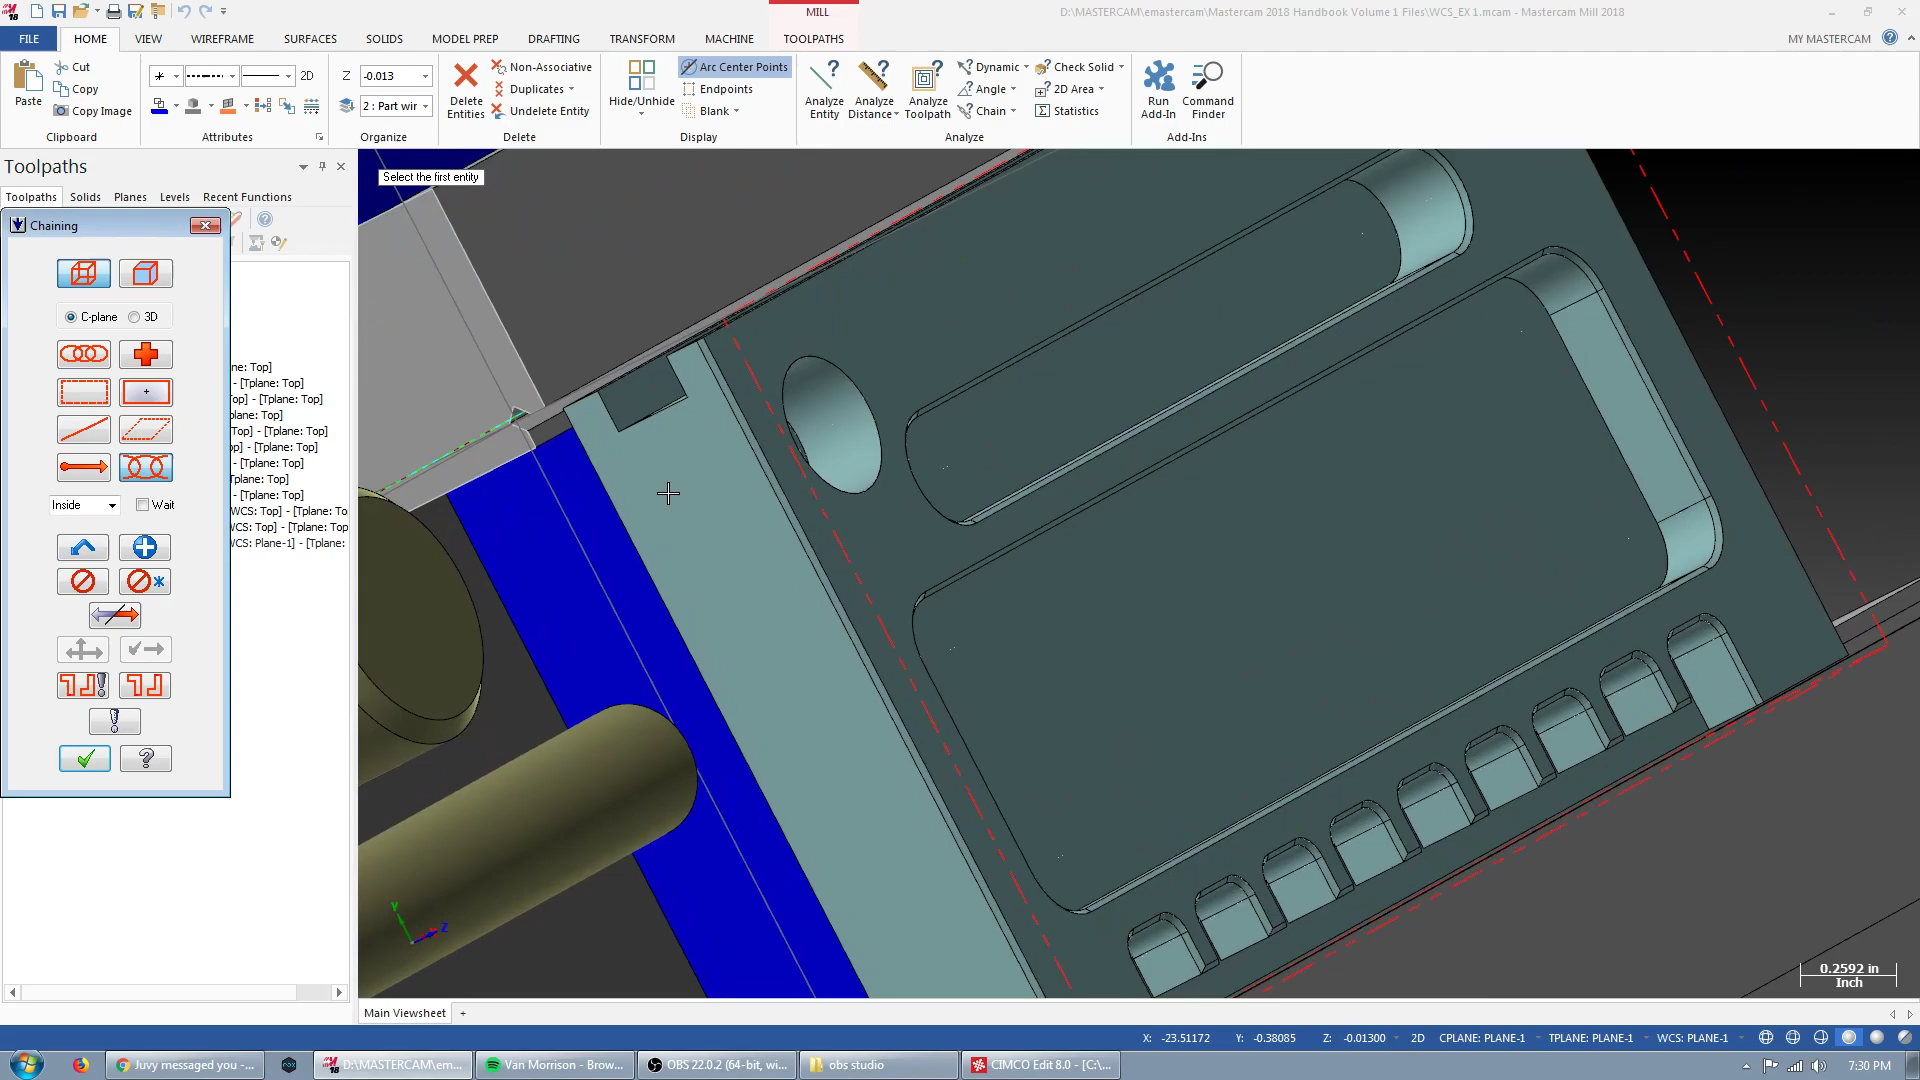 MILL
D:\MASTERCAM\emastercam\Mastercam 2018 Handbook Volume 1 Files\WCS_EX 1.mcam - Mastercam Mill 2018
FILE HOME VIEW WIREFRAME SURFACES SOLIDS MODEL PREP DRAFTING TRANSFORM MACHINE TOOLPATHS MY MASTERCAM
Paste
Cut
Copy
Copy Image
Clipboard
2D
Attributes
Z -0.013
2 : Part wir
Organize
Delete Entities
Non-Associative
Duplicates
Undelete Entity
Delete
Hide/Unhide
Arc Center Points
Endpoints
Blank
Display
Analyze Entity
Analyze Distance
Analyze Toolpath
Dynamic
Angle
Chain
Check Solid
2D Area
Statistics
Analyze
Run Add-In
Command Finder
Add-Ins
Toolpaths
Toolpaths Solids Planes Levels Recent Functions
Select the first entity
Chaining
C-plane 3D
Inside Wait
ne: Top]
- [Tplane: Top]
op] - [Tplane: Top]
plane: Top]
Top] - [Tplane: Top]
op] - [Tplane: Top]
- [Tplane: Top]
Tplane: Top]
- [Tplane: Top]
WCS: Top] - [Tplane: To
WCS: Top] - [Tplane: Top
WCS: Plane-1] - [Tplane:
Y
Z
0.2592 in
Inch
Main Viewsheet +
X: -23.51172 Y: -0.38085 Z: -0.01300 2D CPLANE: PLANE-1 TPLANE: PLANE-1 WCS: PLANE-1
Juvy messaged you -...
D:\MASTERCAM\em...
Van Morrison - Brow...
OBS 22.0.2 (64-bit, wi...
obs studio
CIMCO Edit 8.0 - [C:\...
7:30 PM